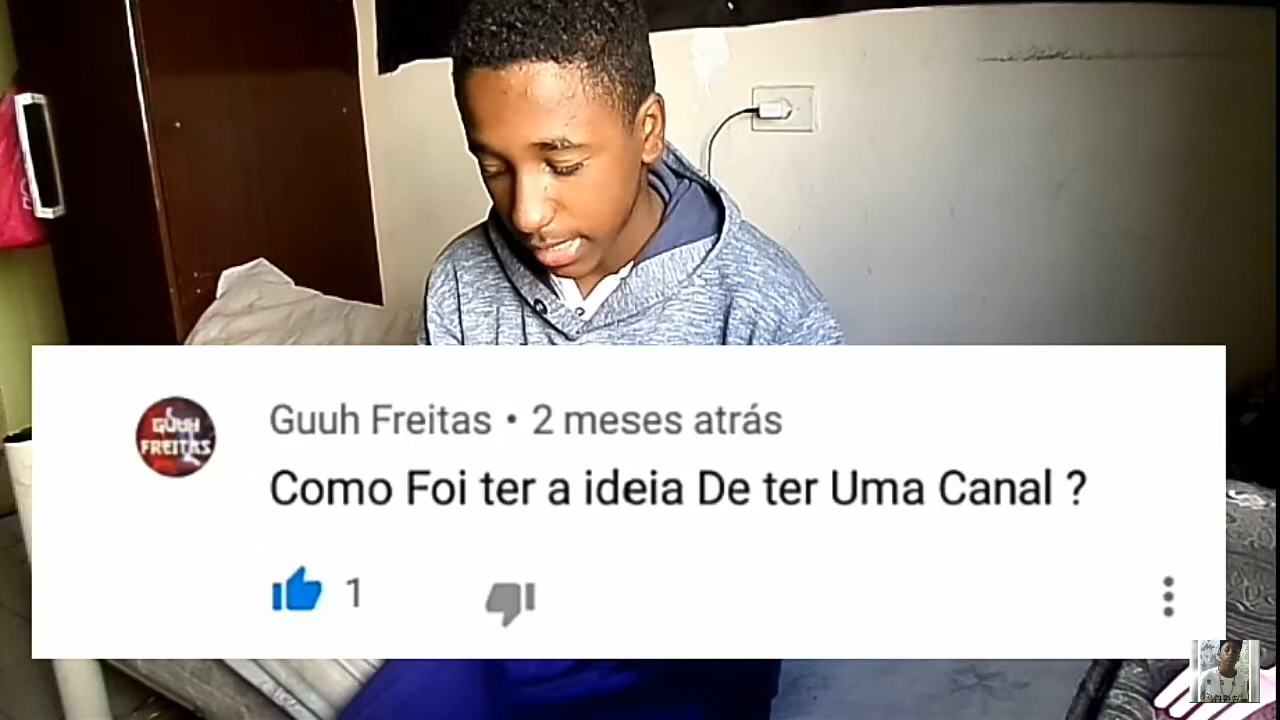 GUUH
FREITAS
Guuh Freitas • 2 meses atrás
Como Foi ter a ideia De ter Uma Canal ?
1